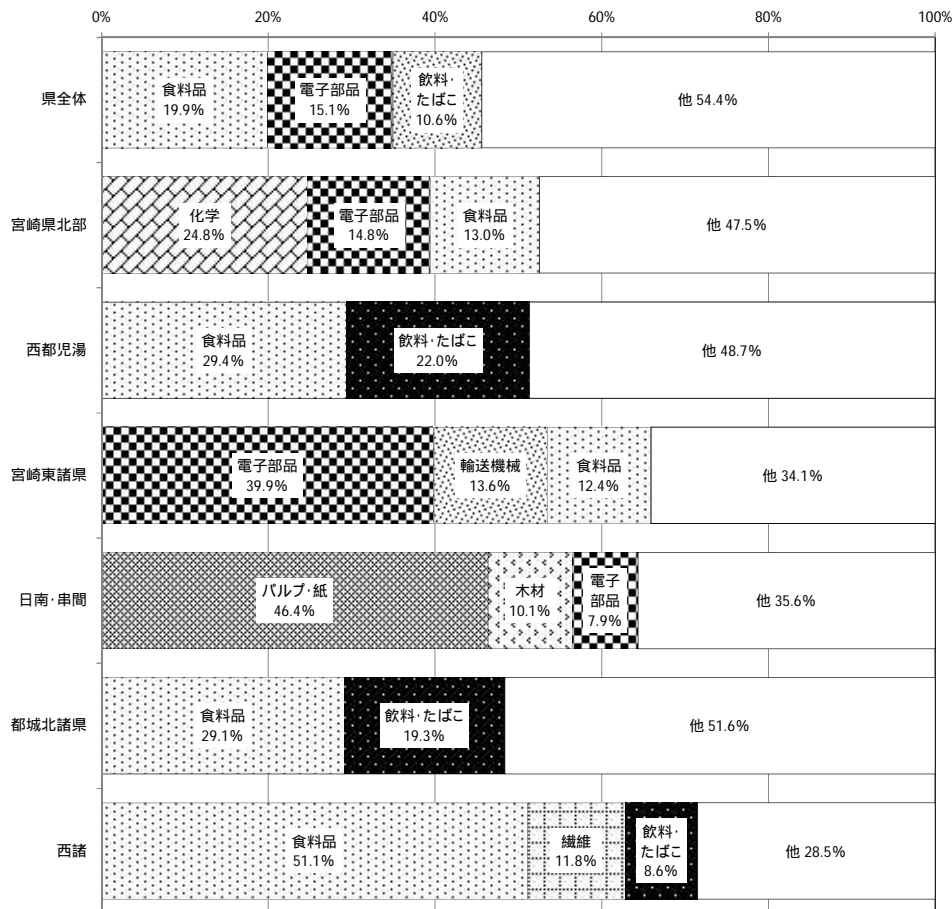 0% 20% 40% 60% 80% 100%
県全体
食料品
19.9%
電子部品
15.1%
飲料・
たばこ
10.6%
他 54.4%
宮崎県北部
化学
24.8%
電子部品
14.8%
食料品
13.0%
他 47.5%
西都児湯
食料品
29.4%
飲料・たばこ
22.0%
他 48.7%
宮崎東諸県
電子部品
39.9%
輸送機械
13.6%
食料品
12.4%
他 34.1%
日南・串間
パルプ・紙
46.4%
木材
10.1%
電子
部品
7.9%
他 35.6%
都城北諸県
食料品
29.1%
飲料・たばこ
19.3%
他 51.6%
西諸
食料品
51.1%
繊維
11.8%
飲料・
たばこ
8.6%
他 28.5%